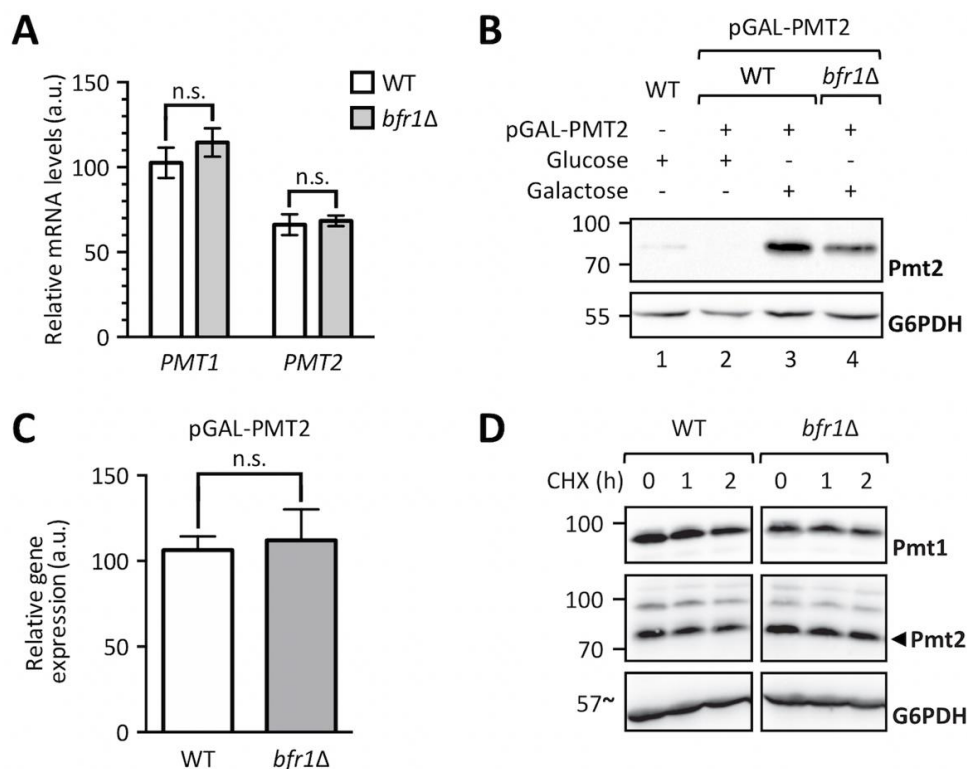 A
Relative mRNA levels (a.u.)
150
100
50
0
n.s.
n.s.
WT
bfr1Δ
PMT1
PMT2
B
pGAL-PMT2
WT
WT
bfr1Δ
pGAL-PMT2 - + + +
Glucose + + - -
Galactose - - + +
100
70
Pmt2
55
G6PDH
1 2 3 4
C
pGAL-PMT2
n.s.
Relative gene
expression (a.u.)
150
100
50
0
WT
bfr1Δ
D
WT
bfr1Δ
CHX (h) 0 1 2 0 1 2
100
Pmt1
100
70
◄Pmt2
57~
G6PDH